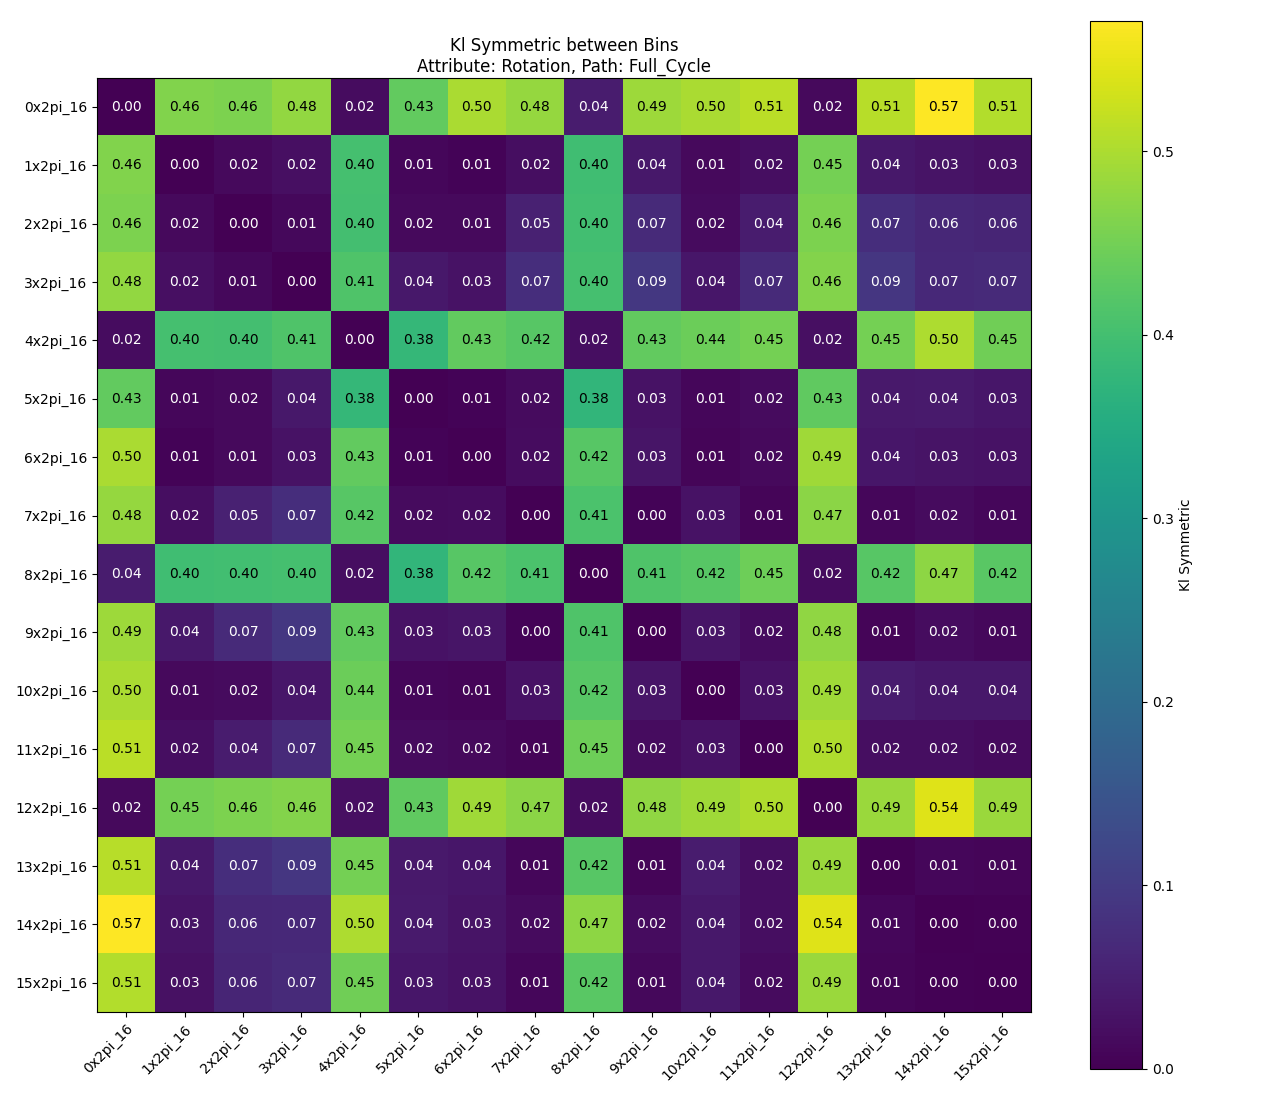 Kl Symmetric between Bins
Attribute: Rotation, Path: Full_Cycle
0x2pi_16 0.00 0.46 0.46 0.48 0.02 0.43 0.50 0.48 0.04 0.49 0.50 0.51 0.02 0.51 0.57 0.51
1x2pi_16 0.46 0.00 0.02 0.02 0.40 0.01 0.01 0.02 0.40 0.04 0.01 0.02 0.45 0.04 0.03 0.03
2x2pi_16 0.46 0.02 0.00 0.01 0.40 0.02 0.01 0.05 0.40 0.07 0.02 0.04 0.46 0.07 0.06 0.06
3x2pi_16 0.48 0.02 0.01 0.00 0.41 0.04 0.03 0.07 0.40 0.09 0.04 0.07 0.46 0.09 0.07 0.07
4x2pi_16 0.02 0.40 0.40 0.41 0.00 0.38 0.43 0.42 0.02 0.43 0.44 0.45 0.02 0.45 0.50 0.45
5x2pi_16 0.43 0.01 0.02 0.04 0.38 0.00 0.01 0.02 0.38 0.03 0.01 0.02 0.43 0.04 0.04 0.03
6x2pi_16 0.50 0.01 0.01 0.03 0.43 0.01 0.00 0.02 0.42 0.03 0.01 0.02 0.49 0.04 0.03 0.03
7x2pi_16 0.48 0.02 0.05 0.07 0.42 0.02 0.02 0.00 0.41 0.00 0.03 0.01 0.47 0.01 0.02 0.01
8x2pi_16 0.04 0.40 0.40 0.40 0.02 0.38 0.42 0.41 0.00 0.41 0.42 0.45 0.02 0.42 0.47 0.42
9x2pi_16 0.49 0.04 0.07 0.09 0.43 0.03 0.03 0.00 0.41 0.00 0.03 0.02 0.48 0.01 0.02 0.01
10x2pi_16 0.50 0.01 0.02 0.04 0.44 0.01 0.01 0.03 0.42 0.03 0.00 0.03 0.49 0.04 0.04 0.04
11x2pi_16 0.51 0.02 0.04 0.07 0.45 0.02 0.02 0.01 0.45 0.02 0.03 0.00 0.50 0.02 0.02 0.02
12x2pi_16 0.02 0.45 0.46 0.46 0.02 0.43 0.49 0.47 0.02 0.48 0.49 0.50 0.00 0.49 0.54 0.49
13x2pi_16 0.51 0.04 0.07 0.09 0.45 0.04 0.04 0.01 0.42 0.01 0.04 0.02 0.49 0.00 0.01 0.01
14x2pi_16 0.57 0.03 0.06 0.07 0.50 0.04 0.03 0.02 0.47 0.02 0.04 0.02 0.54 0.01 0.00 0.00
15x2pi_16 0.51 0.03 0.06 0.07 0.45 0.03 0.03 0.01 0.42 0.01 0.04 0.02 0.49 0.01 0.00 0.00
0x2pi_16 1x2pi_16 2x2pi_16 3x2pi_16 4x2pi_16 5x2pi_16 6x2pi_16 7x2pi_16 8x2pi_16 9x2pi_16 10x2pi_16 11x2pi_16 12x2pi_16 13x2pi_16 14x2pi_16 15x2pi_16
0.5
0.4
0.3
0.2
0.1
0.0
Kl Symmetric